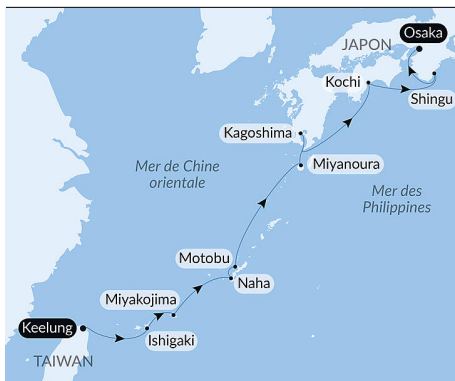 Osaka
JAPON
Kochi
Shingu
Kagoshima
Miyanoura
Mer de Chine
orientale
Mer des
Philippines
Motobu
Naha
Miyakojima
Ishigaki
Keelung
TAIWAN